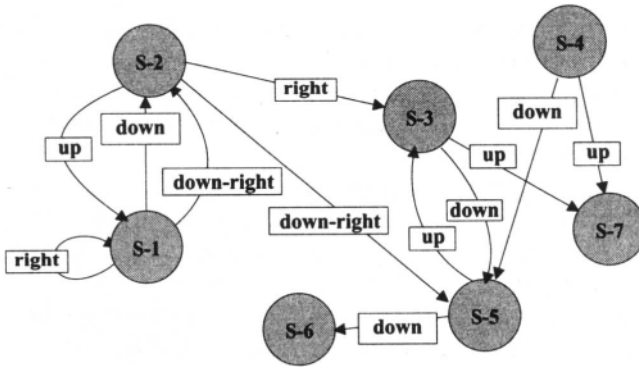 S-4
S-2
right
down
S-3
down
up
up
up
down-right
down
S-7
down-right
up
S-1
right
S-5
S-6
down